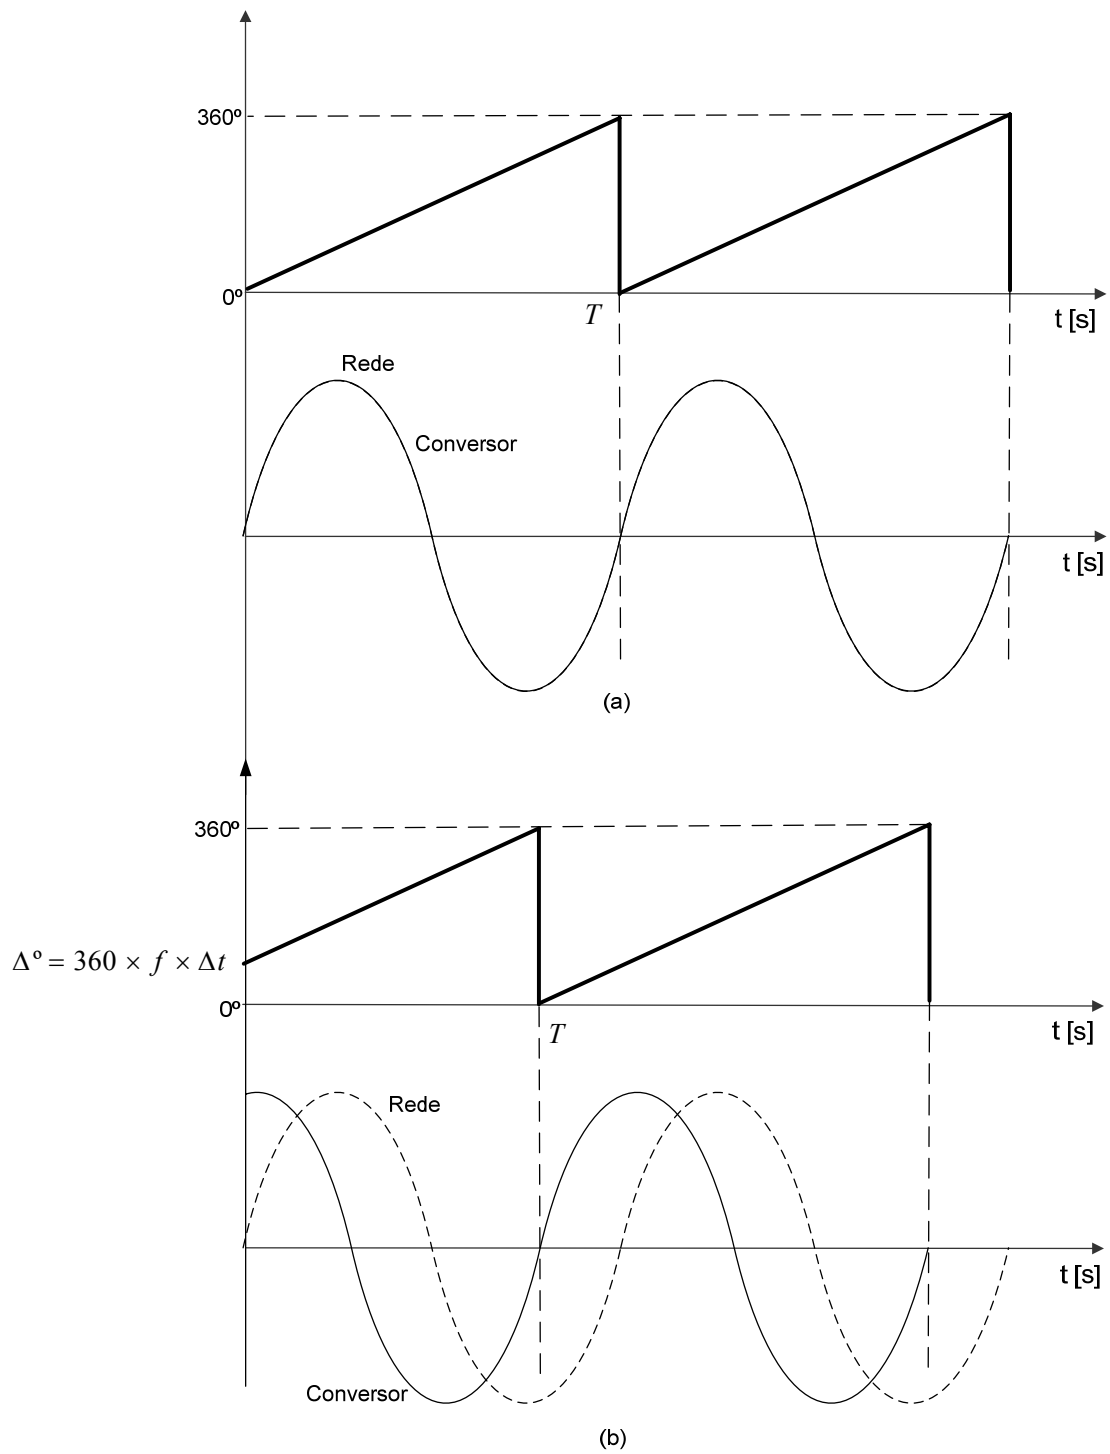 360º
0º
T
t [s]
Rede
Conversor
t [s]
(a)
360º
Δº = 360 × f × Δt
0º
T
t [s]
Rede
t [s]
Conversor
(b)